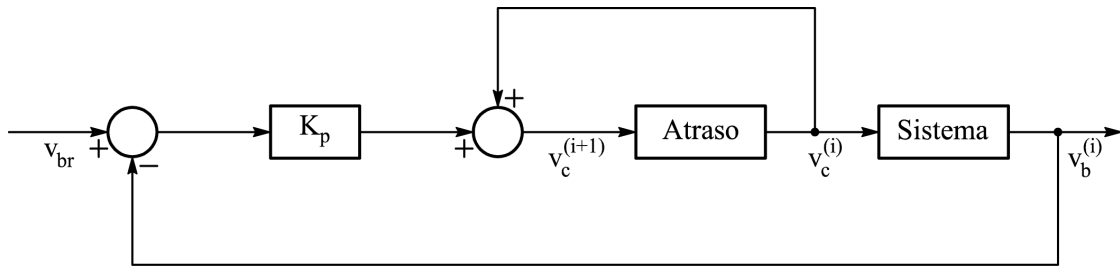 v_br
+
−
K_p
+
+
v_c^(i+1)
Atraso
v_c^(i)
Sistema
v_b^(i)